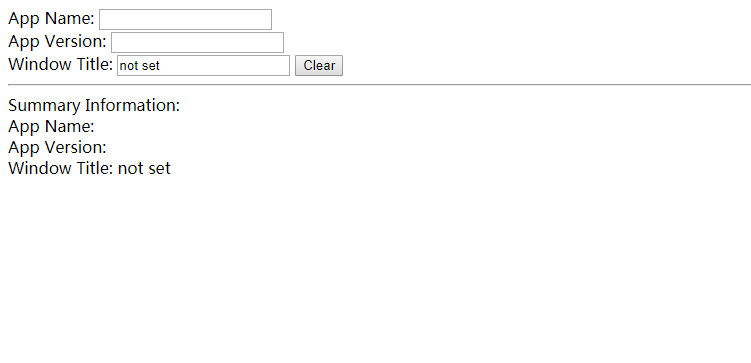 App Name:
App Version:
Window Title: not set Clear
Summary Information:
App Name:
App Version:
Window Title: not set